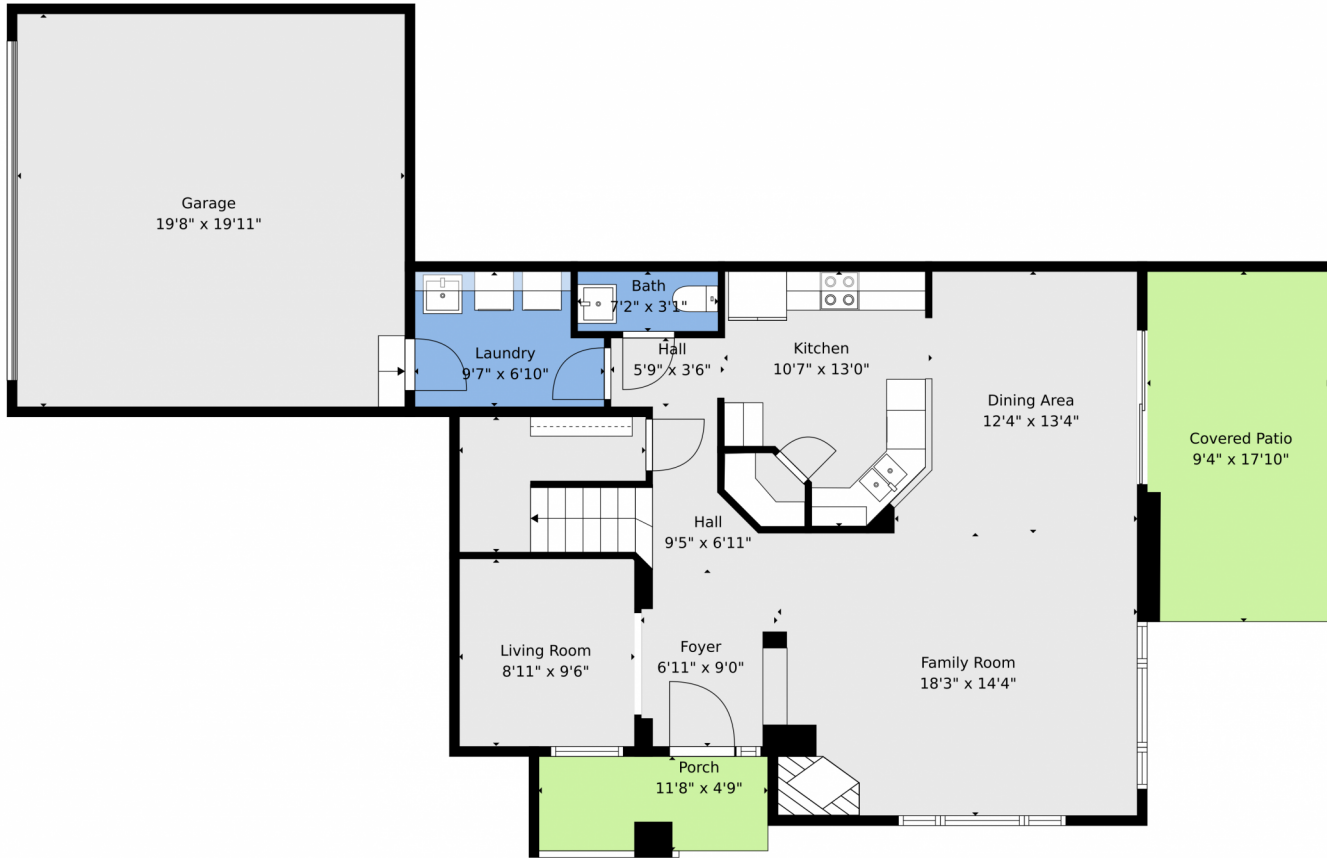 Garage
19'8" x 19'11"
Bath
7'2" x 3'1"
Laundry
9'7" x 6'10"
Hall
5'9" x 3'6"
Kitchen
10'7" x 13'0"
Dining Area
12'4" x 13'4"
Covered Patio
9'4" x 17'10"
Hall
9'5" x 6'11"
Living Room
8'11" x 9'6"
Foyer
6'11" x 9'0"
Family Room
18'3" x 14'4"
Porch
11'8" x 4'9"